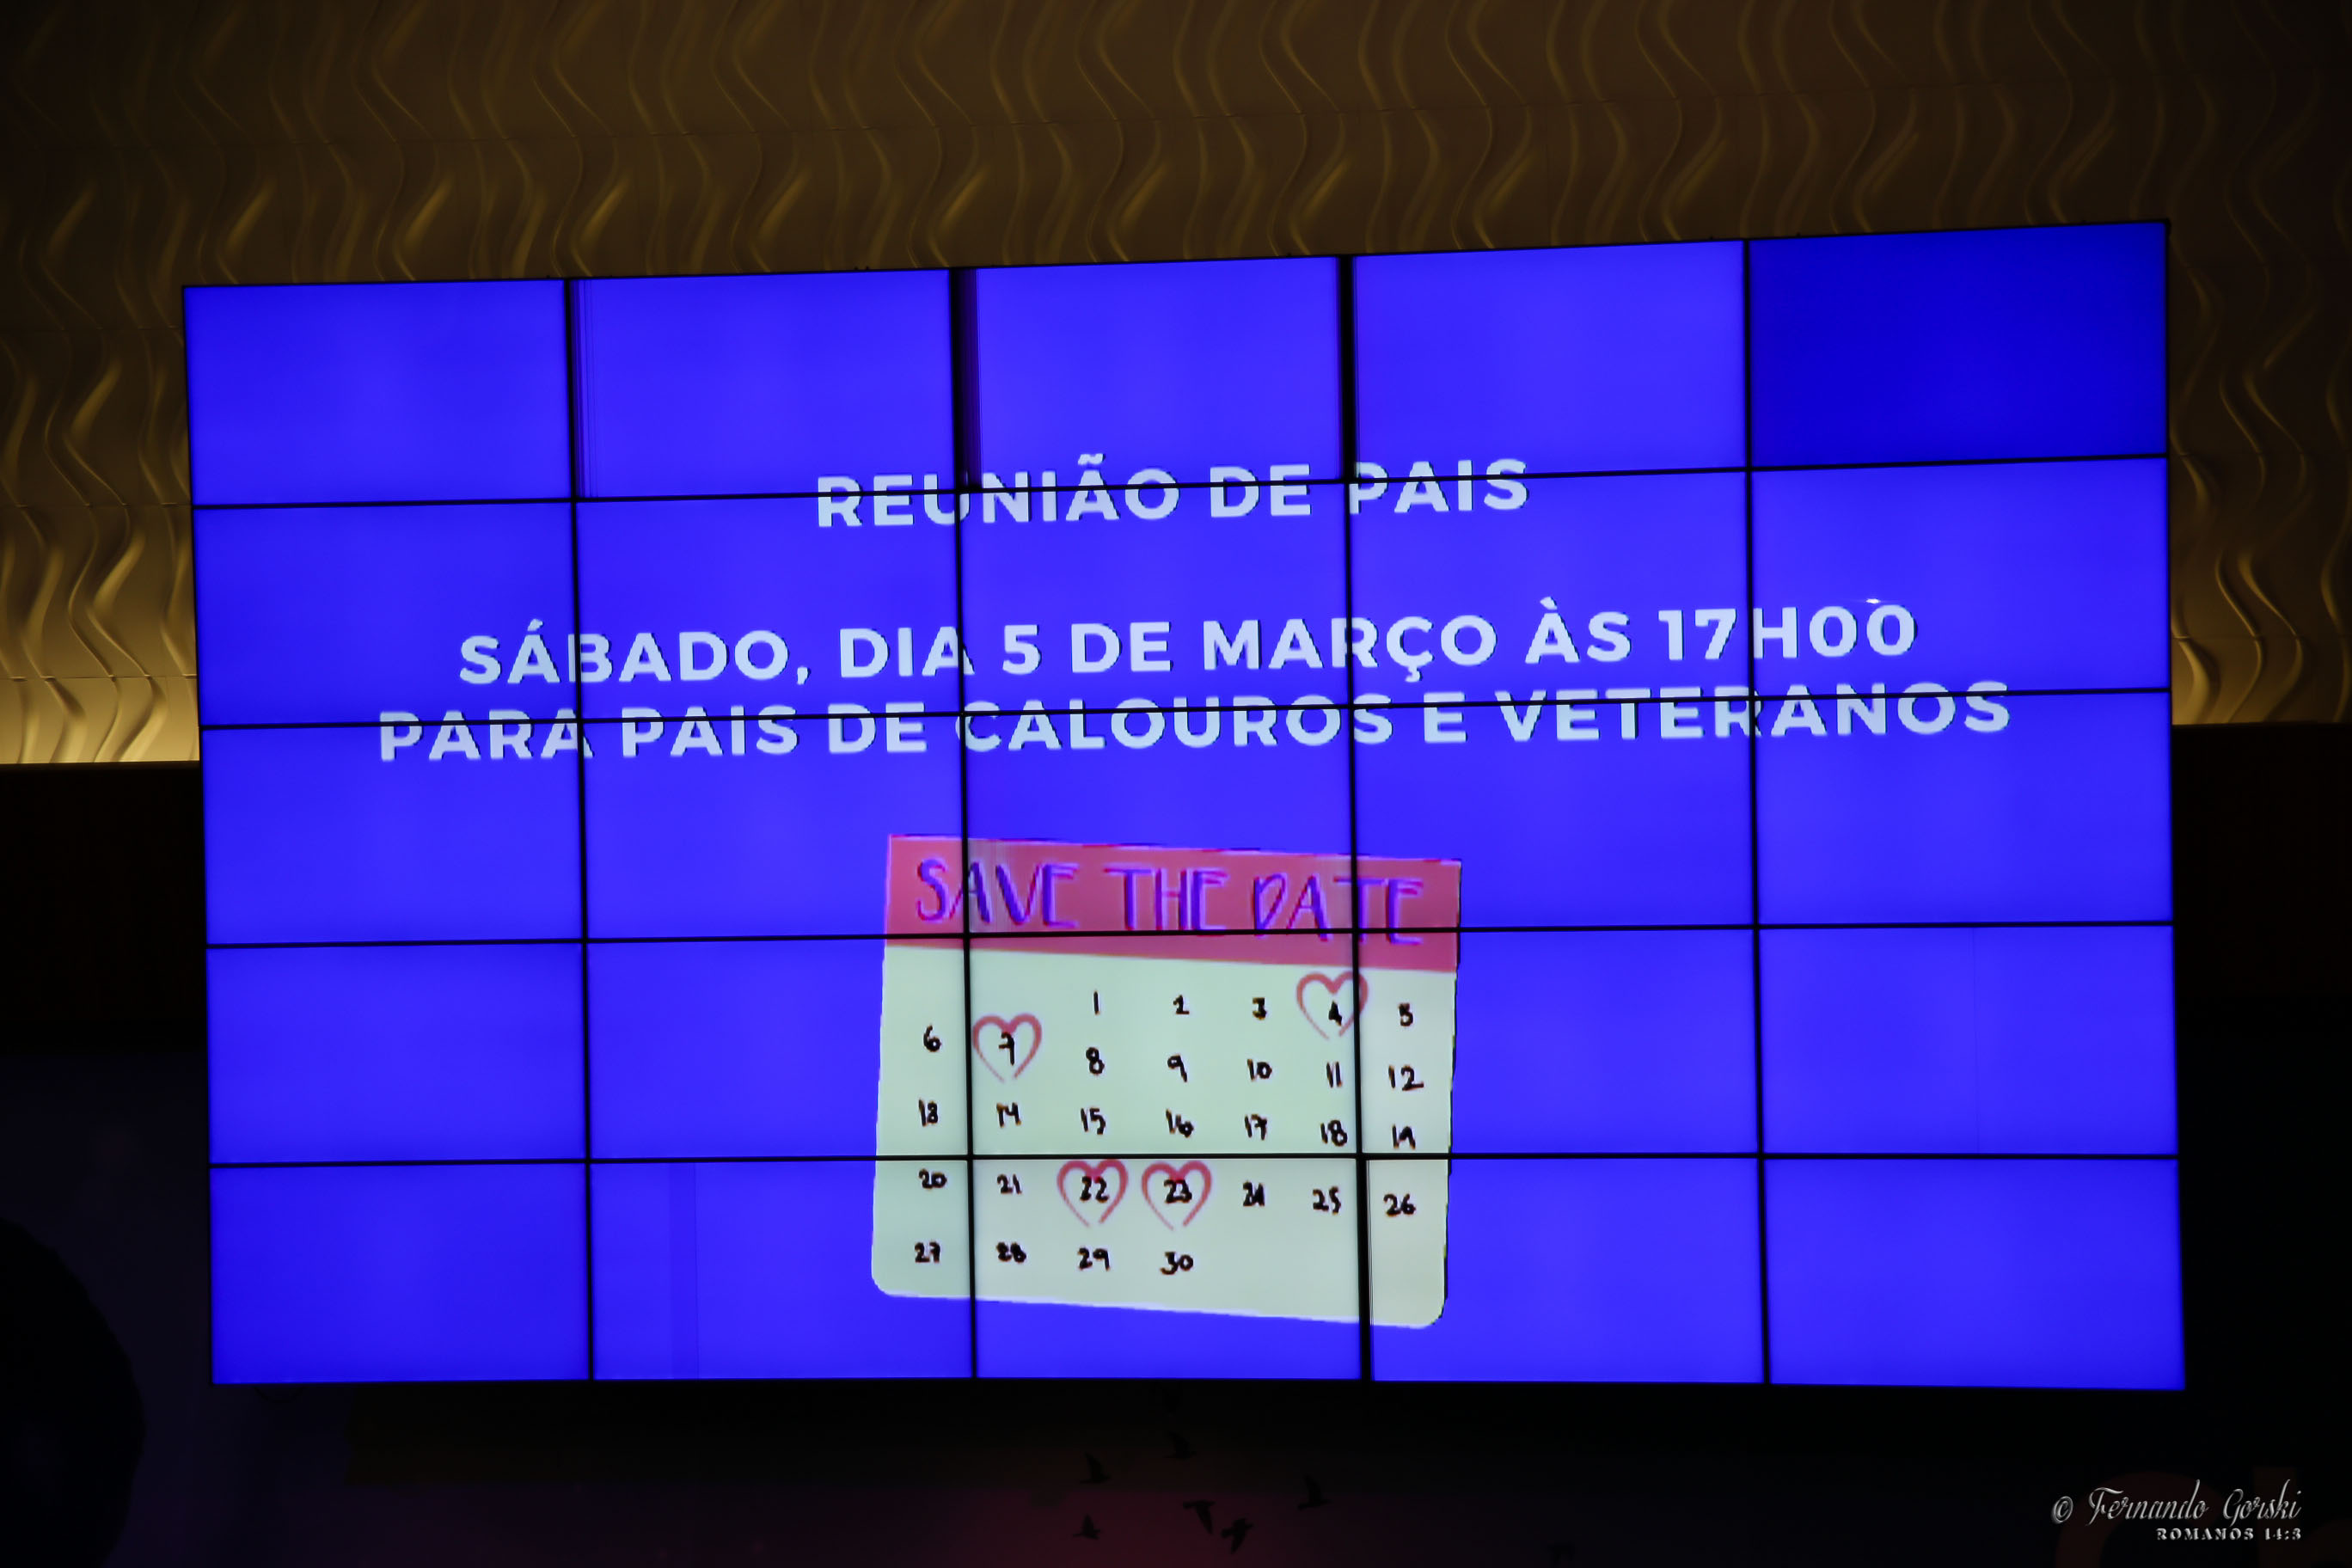 REUNIÃO DE PAIS
SÁBADO, DIA 5 DE MARÇO ÀS 17H00
PARA PAIS DE CALOUROS E VETERANOS
SAVE THE DATE
1 2 3 4 5
6 7 8 9 10 11 12
13 14 15 16 17 18 19
20 21 22 23 24 25 26
27 28 29 30
© Fernando Gorski
ROMANOS 14:8